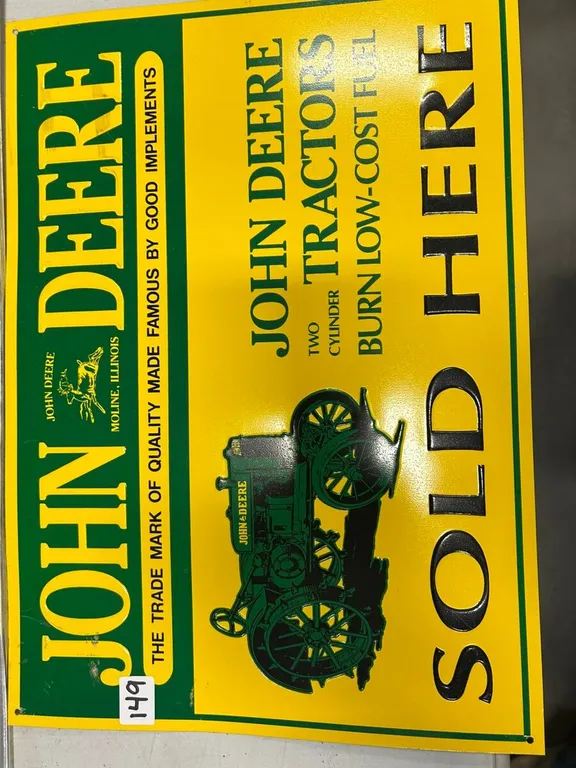 JOHN DEERE
JOHN DEERE
MOLINE, ILLINOIS
THE TRADE MARK OF QUALITY MADE FAMOUS BY GOOD IMPLEMENTS
JOHN DEERE
TWO CYLINDER TRACTORS
BURN LOW-COST FUEL
JOHN DEERE
SOLD HERE
149